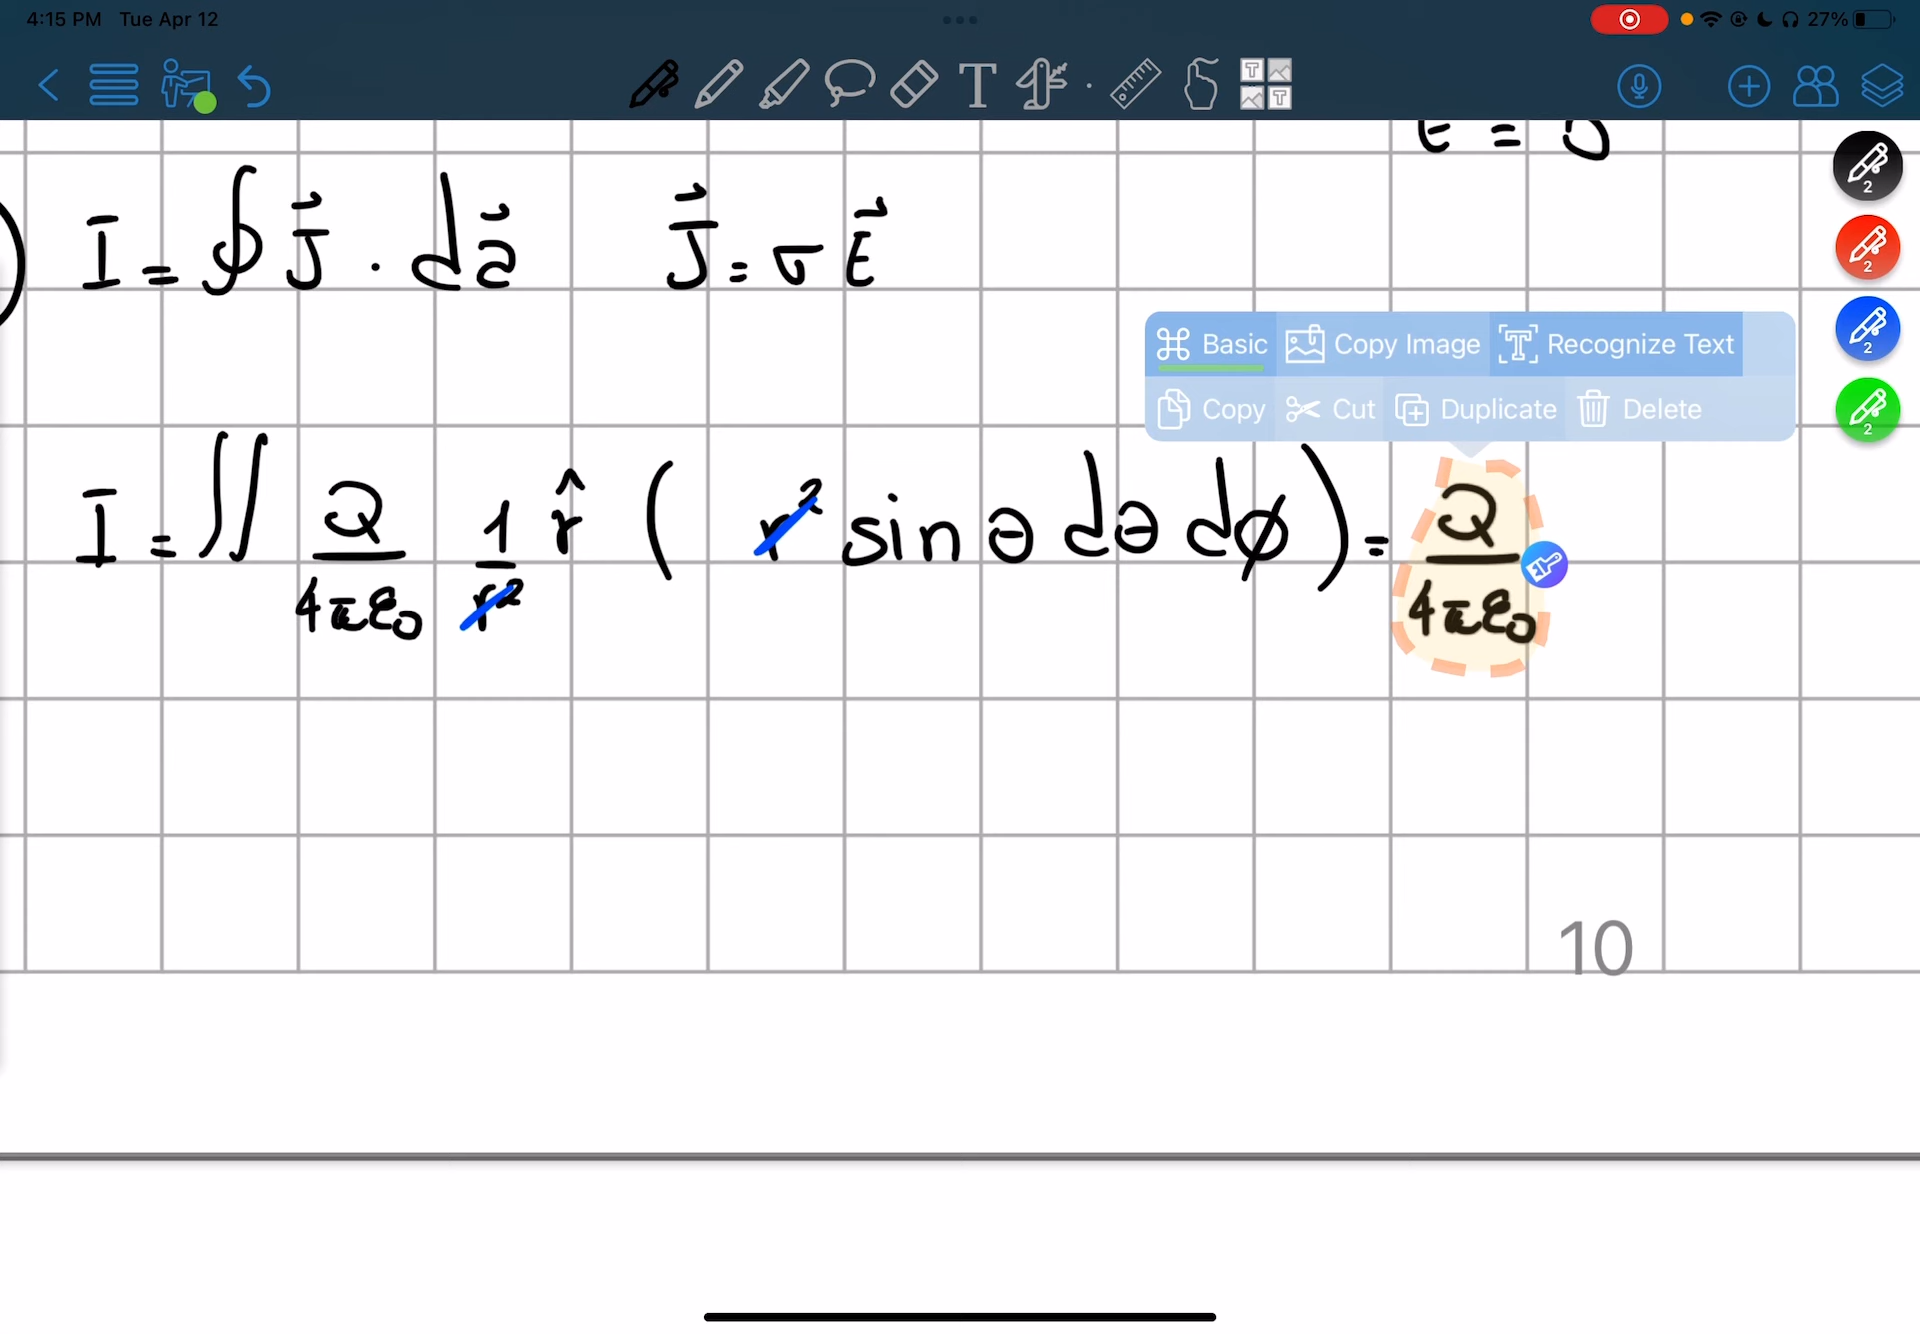 4:15 PM Tue Apr 12 27%
T
T T
2
2
2
2
) I = ∮ J⃗ · da⃗ J⃗ = σ E⃗
Basic Copy Image Recognize Text
Copy Cut Duplicate Delete
I = ∬ Q/4πε₀ 1/r² r̂ ( r² sin θ dθ dφ ) = Q/4πε₀
10